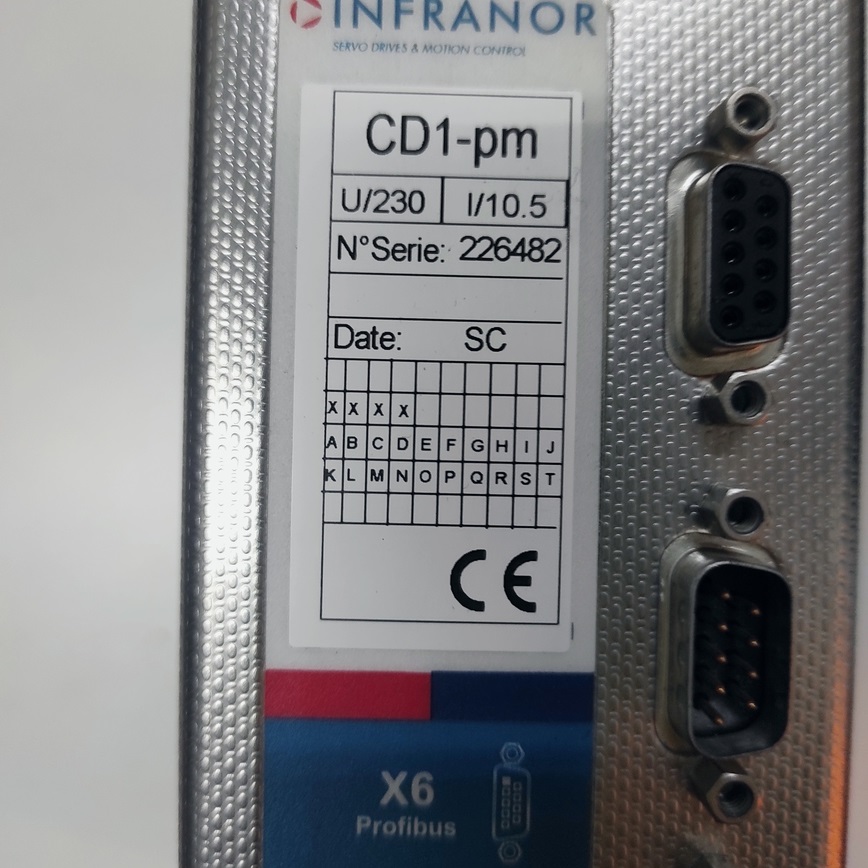 INFRANOR
SERVO DRIVES & MOTION CONTROL
CD1-pm
U/230 I/10.5
N°Serie: 226482
Date: SC
X X X X
A B C D E F G H I J
K L M N O P Q R S T
CE
X6
Profibus